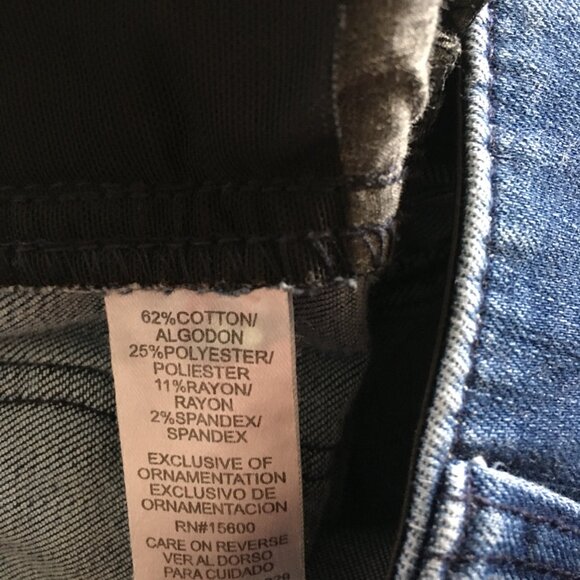 62%COTTON/
ALGODON
25%POLYESTER/
POLIESTER
11%RAYON/
RAYON
2%SPANDEX/
SPANDEX
EXCLUSIVE OF
ORNAMENTATION
EXCLUSIVO DE
ORNAMENTACION
RN#15600
CARE ON REVERSE
VER AL DORSO
PARA CUIDADO